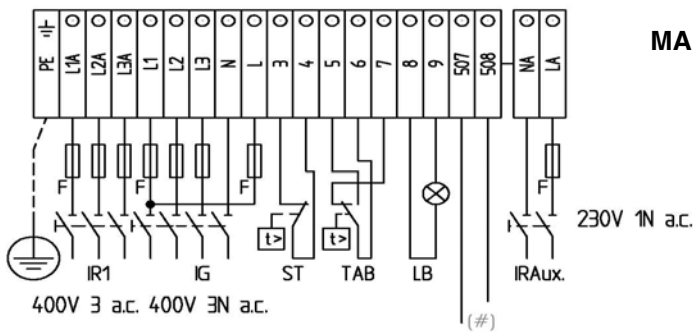 MA
PE L1A L2A L3A L1 L2 L3 N L 3 4 5 6 7 8 9 507 508 NA LA
F F F F
t> t>
230V 1N a.c.
IR1 IG ST TAB LB IRAux.
400V 3 a.c. 400V 3N a.c.
(#)